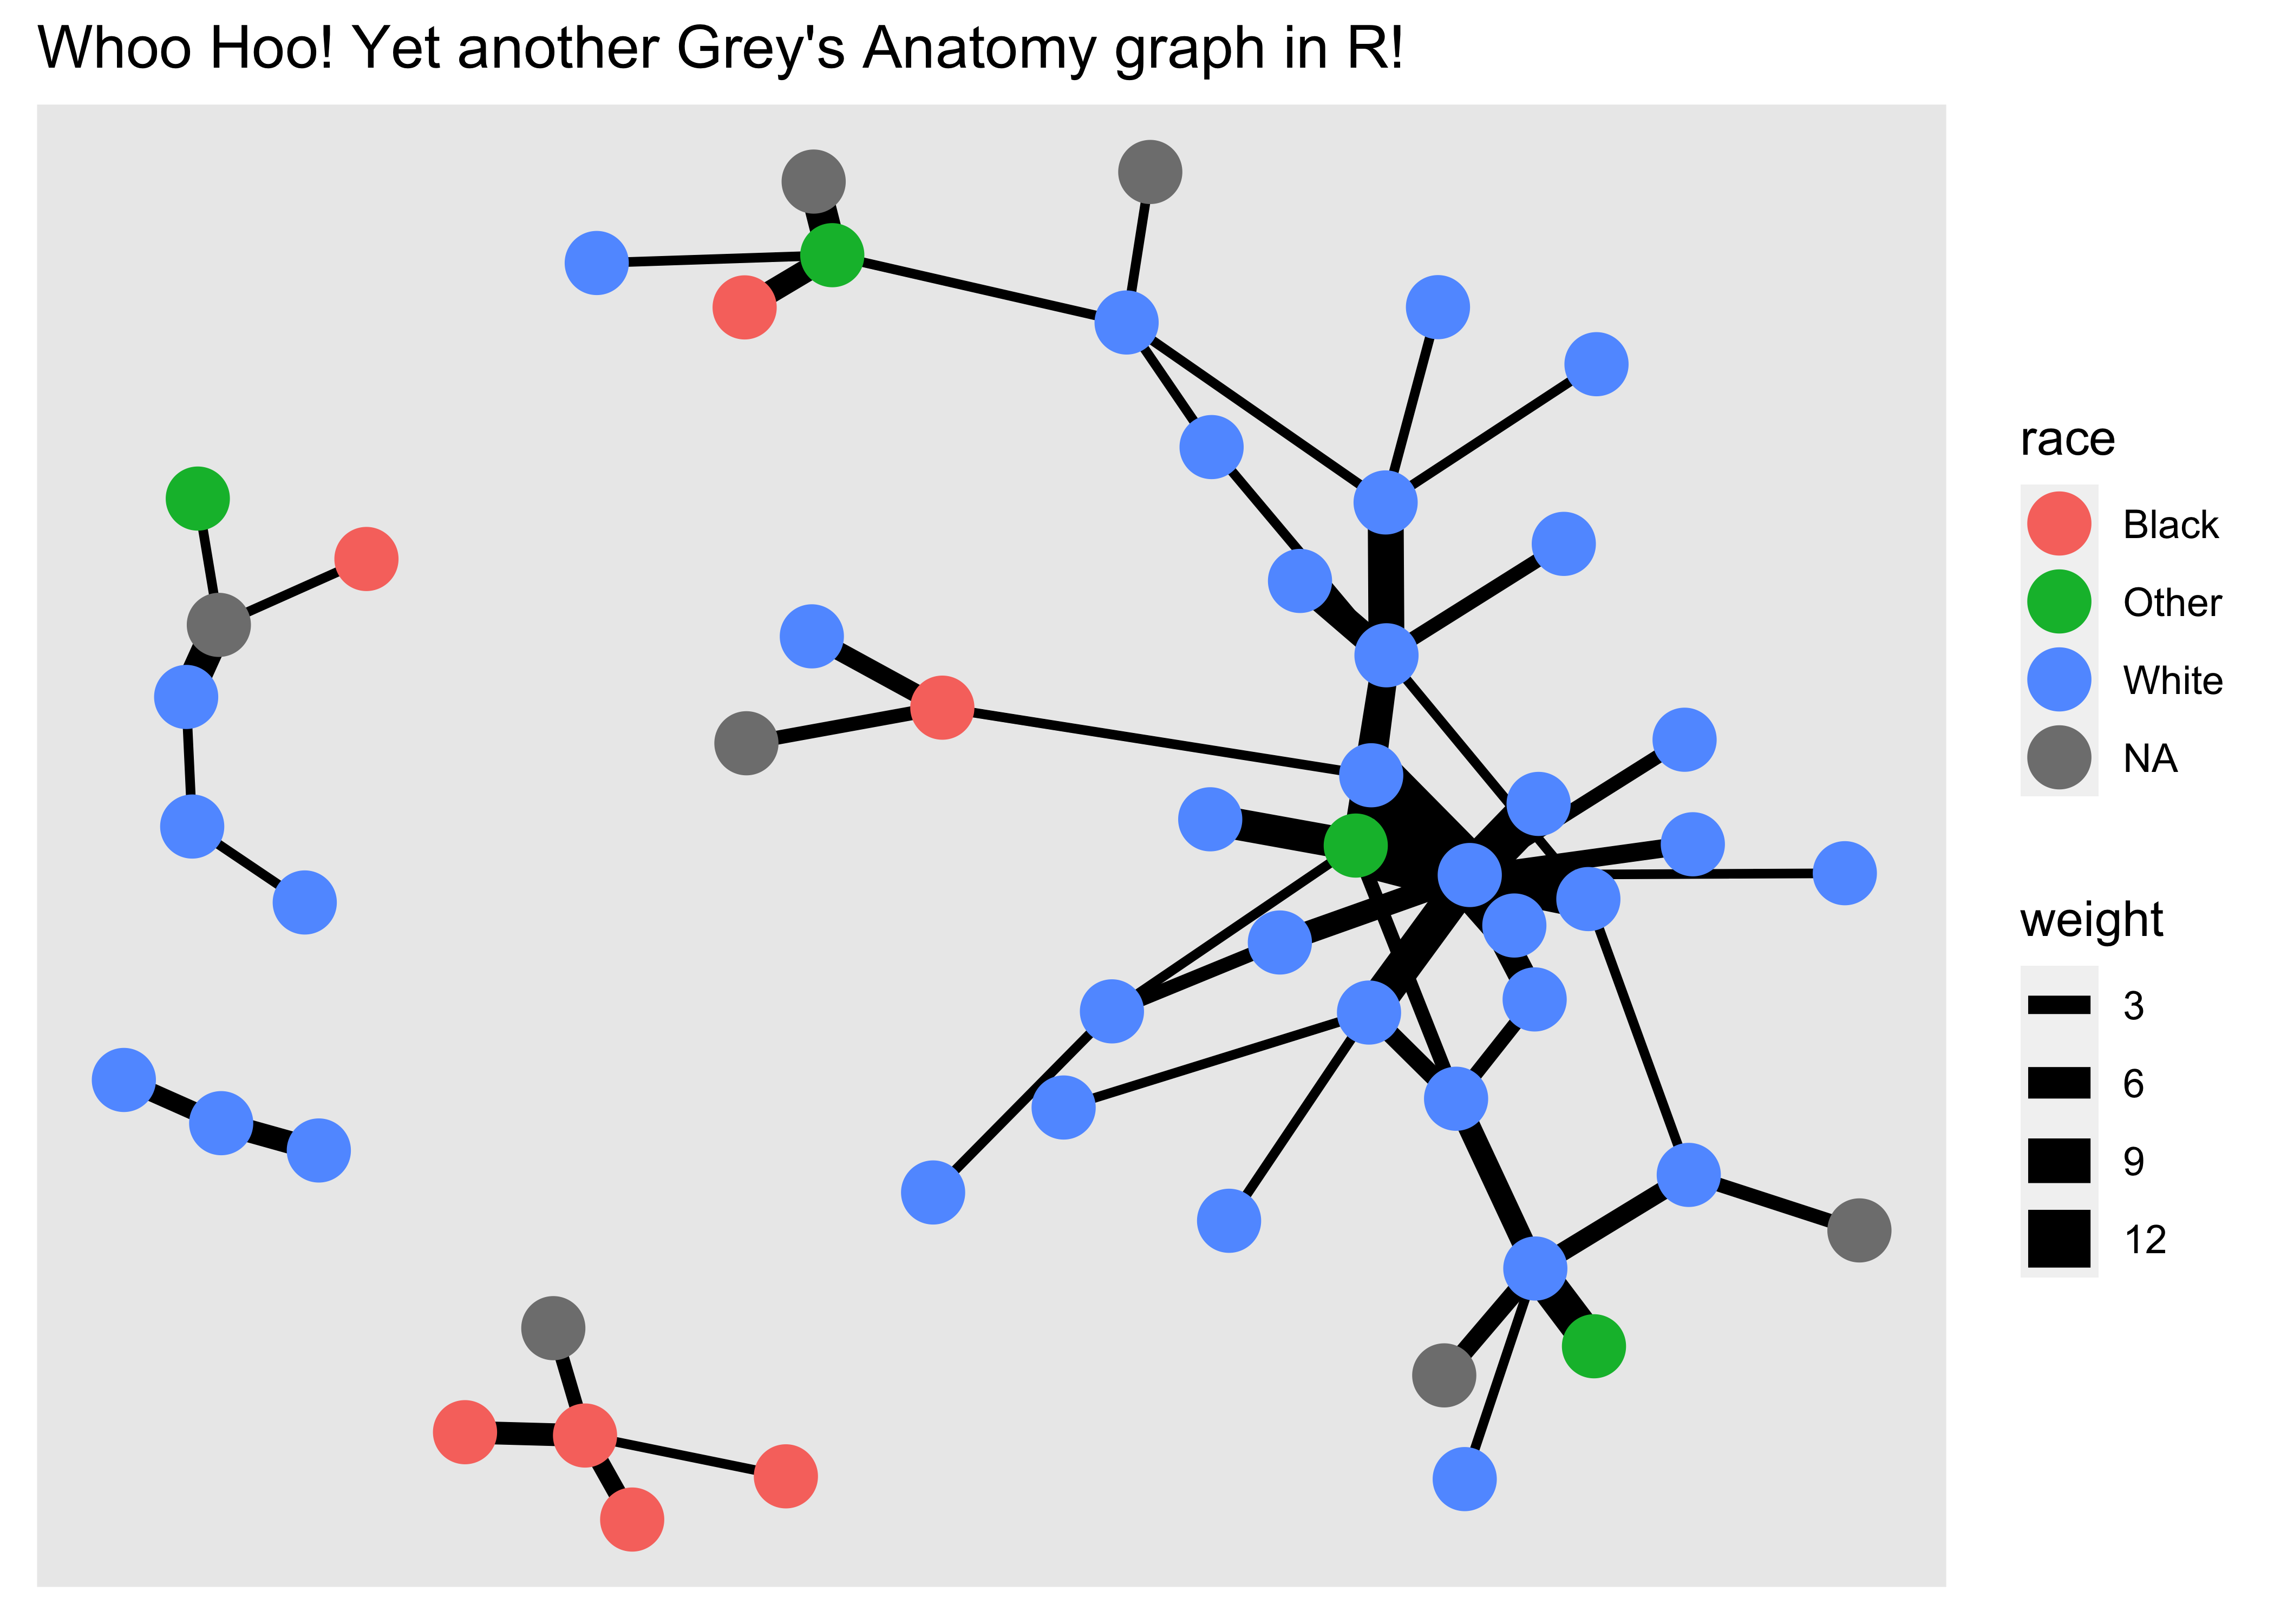 Whoo Hoo! Yet another Grey's Anatomy graph in R!
race
Black
Other
White
NA
weight
3
6
9
12